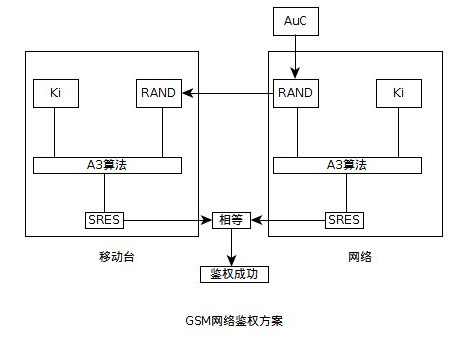 AuC
Ki
RAND
RAND
Ki
A3算法
A3算法
SRES
相等
SRES
移动台
网络
鉴权成功
GSM网络鉴权方案